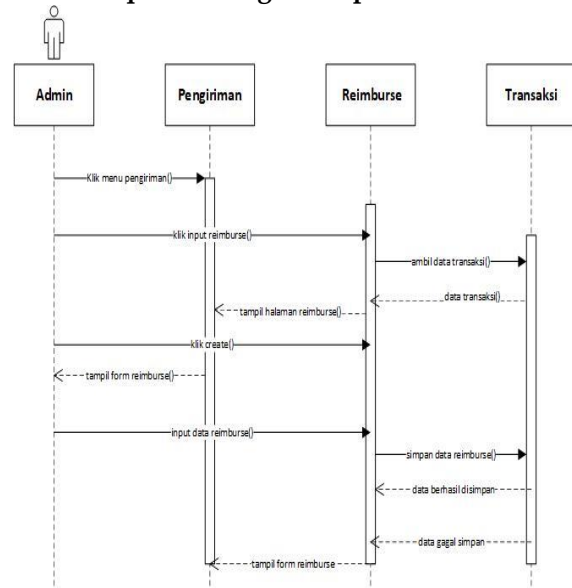 Admin
Pengiriman
Reimburse
Transaksi
Klik menu pengiriman()
klik input reimburse()
ambil data transaksi()
data transaksi()
tampil halaman reimburse()
klik create()
tampil form reimburse()
input data reimburse()
simpan data reimburse()
data berhasil disimpan
data gagal simpan
tampil form reimburse